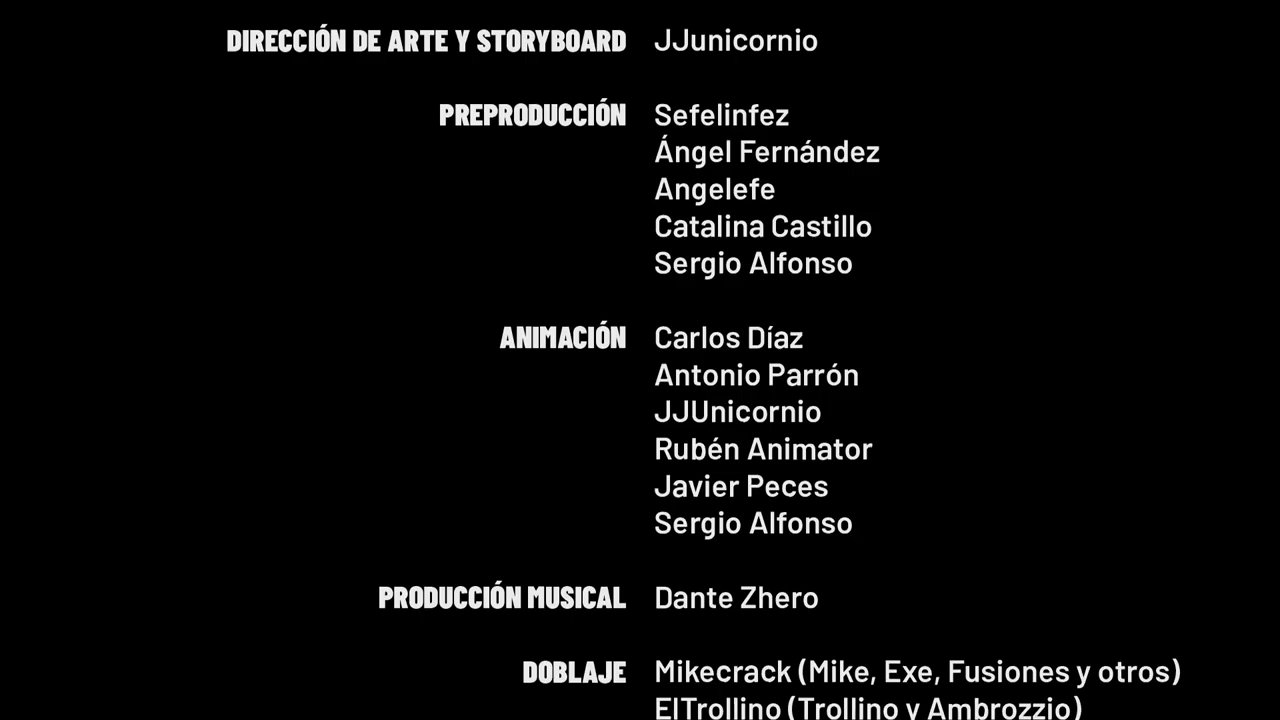 DIRECCIÓN DE ARTE Y STORYBOARD JJunicornio
PREPRODUCCIÓN Sefelinfez
Ángel Fernández
Angelefe
Catalina Castillo
Sergio Alfonso
ANIMACIÓN Carlos Díaz
Antonio Parrón
JJUnicornio
Rubén Animator
Javier Peces
Sergio Alfonso
PRODUCCIÓN MUSICAL Dante Zhero
DOBLAJE Mikecrack (Mike, Exe, Fusiones y otros)
ElTrollino (Trollino y Ambrozzio)